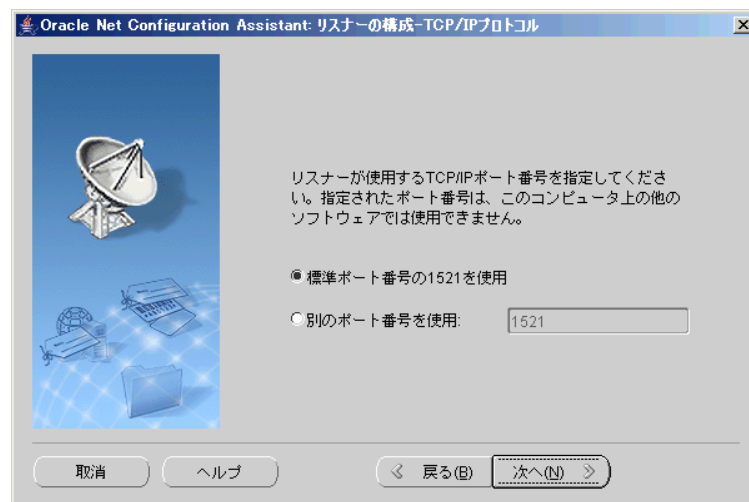 Oracle Net Configuration Assistant: リスナーの構成-TCP/IPプロトコル
リスナーが使用するTCP/IPポート番号を指定してくださ
い。指定されたポート番号は、このコンピュータ上の他の
ソフトウェアでは使用できません。
標準ポート番号の1521を使用
別のポート番号を使用: 1521
取消 ヘルプ 戻る(B) 次へ(N)